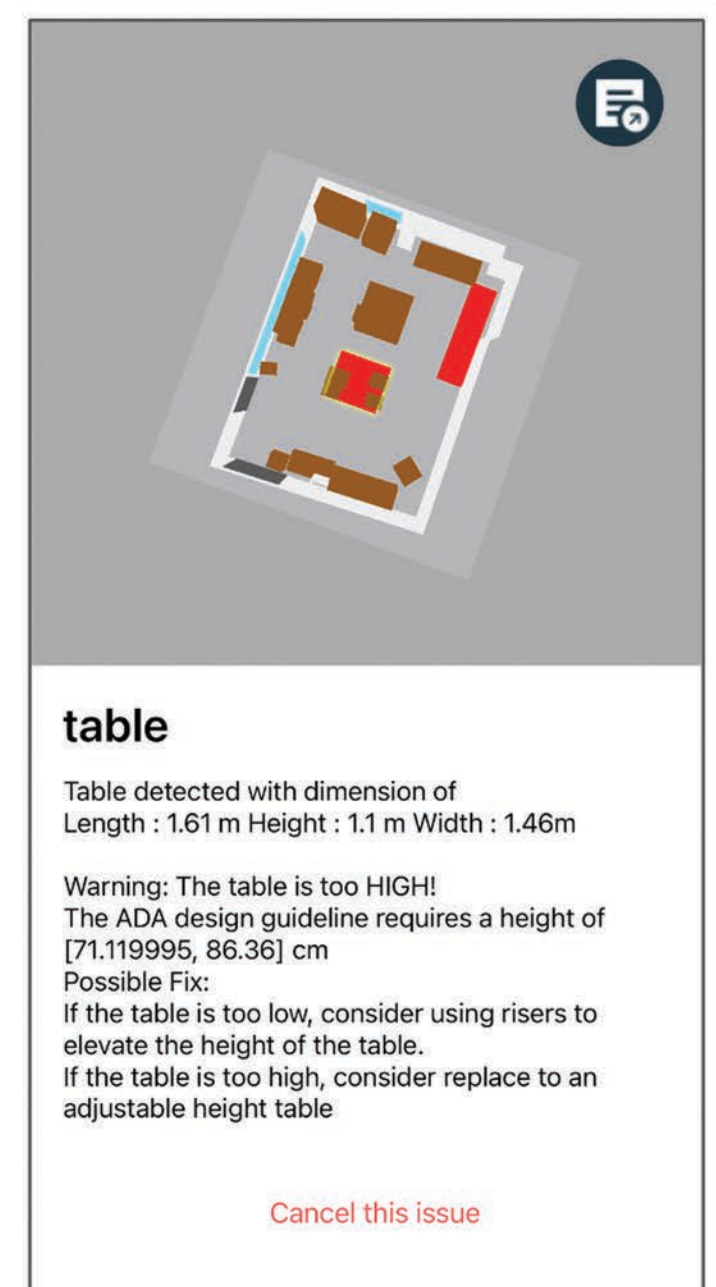 table
Table detected with dimension of
Length : 1.61 m Height : 1.1 m Width : 1.46m
Warning: The table is too HIGH!
The ADA design guideline requires a height of
[71.119995, 86.36] cm
Possible Fix:
If the table is too low, consider using risers to
elevate the height of the table.
If the table is too high, consider replace to an
adjustable height table
Cancel this issue